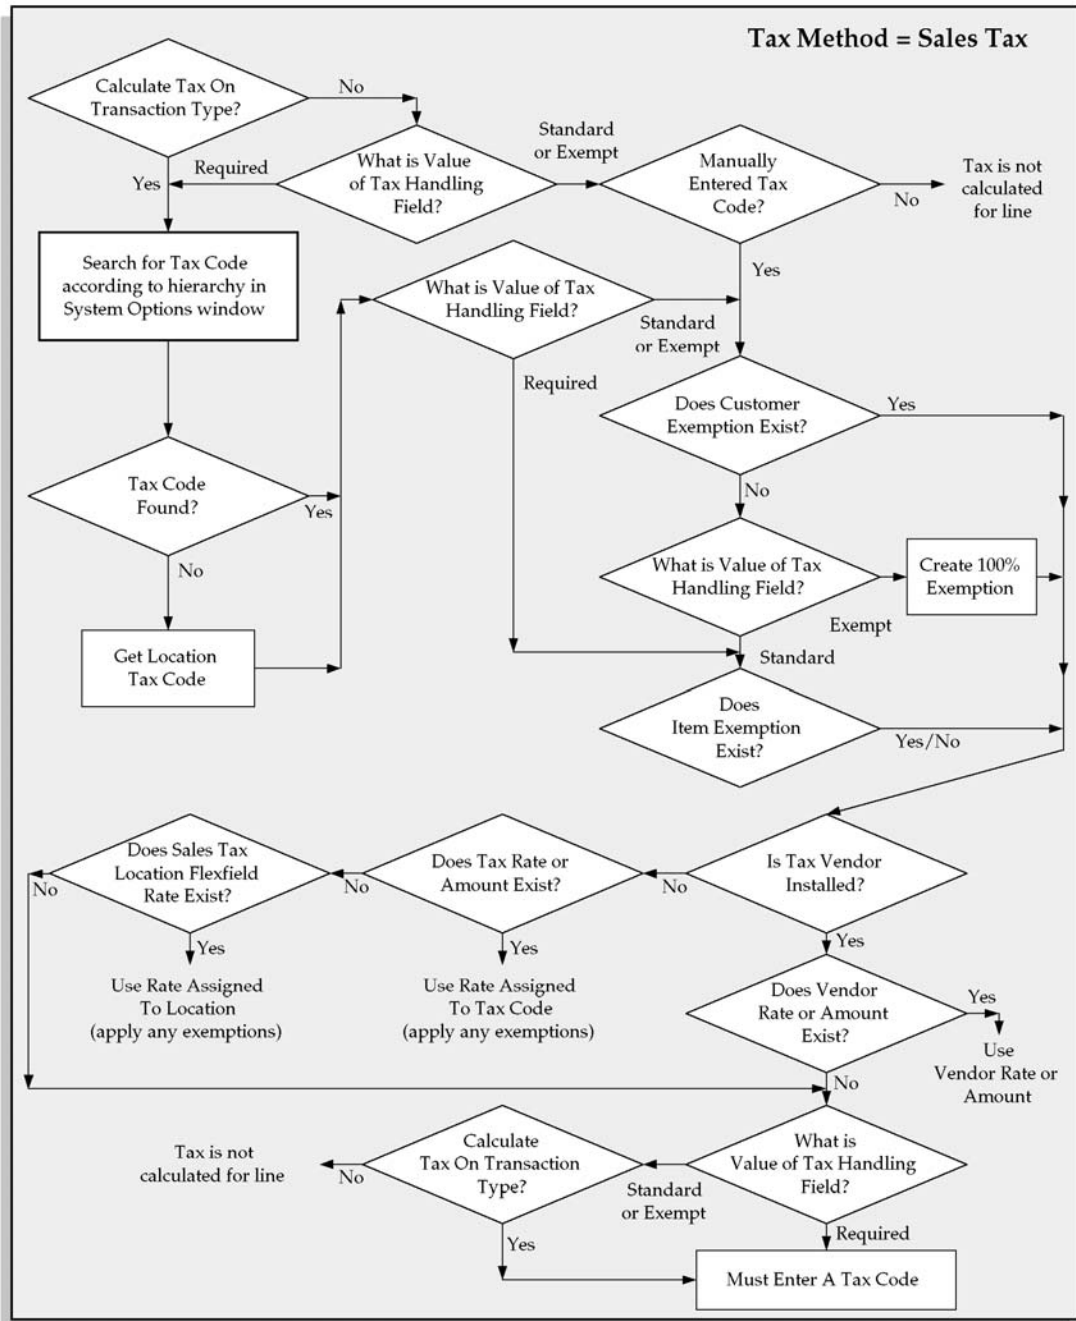 Tax Method = Sales Tax
Calculate Tax On
Transaction Type?
No
Yes
Required
What is Value
of Tax Handling
Field?
Standard
or Exempt
Manually
Entered Tax
Code?
No
Tax is not
calculated
for line
Yes
Search for Tax Code
according to hierarchy in
System Options window
What is Value of Tax
Handling Field?
Standard
or Exempt
Required
Does Customer
Exemption Exist?
Yes
No
Tax Code
Found?
Yes
No
What is Value of Tax
Handling Field?
Create 100%
Exemption
Exempt
Standard
Get Location
Tax Code
Does
Item Exemption
Exist?
Yes/No
Does Sales Tax
Location Flexfield
Rate Exist?
No
Yes
Use Rate Assigned
To Location
(apply any exemptions)
Does Tax Rate or
Amount Exist?
No
Yes
Use Rate Assigned
To Tax Code
(apply any exemptions)
Is Tax Vendor
Installed?
No
Yes
Does Vendor
Rate or Amount
Exist?
Yes
Use
Vendor Rate or
Amount
No
Tax is not
calculated for line
No
Calculate
Tax On Transaction
Type?
Standard
or Exempt
What is
Value of Tax Handling
Field?
Yes
Required
Must Enter A Tax Code